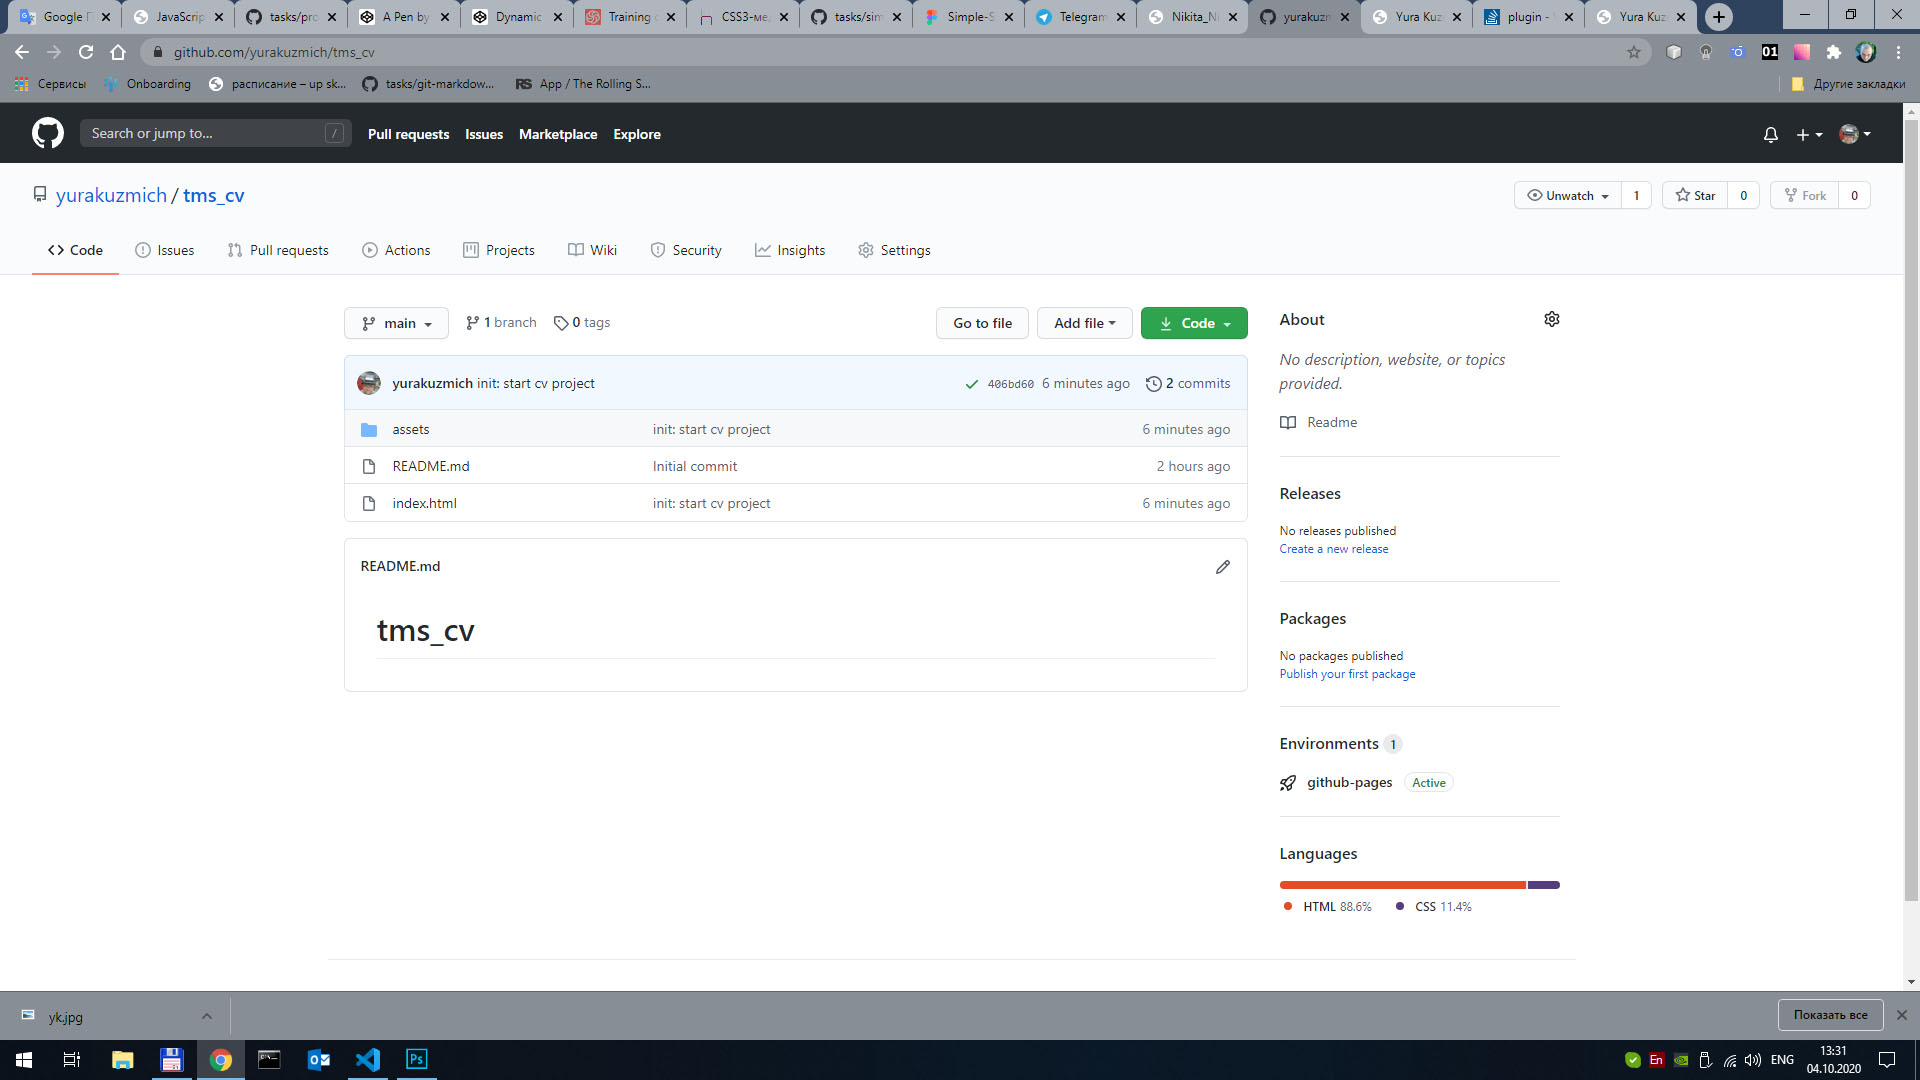 Google П
JavaScrip
tasks/pro
A Pen by
Dynamic
Training
CSS3-ме
tasks/sim
Simple-S
Telegram
Nikita_Ni
yurakuzm
Yura Kuz
plugin -
Yura Kuz
github.com/yurakuzmich/tms_cv
01
Сервисы
Onboarding
расписание – up sk...
tasks/git-markdow...
RS App / The Rolling S...
Другие закладки
Search or jump to... /
Pull requests Issues Marketplace Explore
yurakuzmich / tms_cv
Unwatch 1
Star 0
Fork 0
Code Issues Pull requests Actions Projects Wiki Security Insights Settings
main 1 branch 0 tags
Go to file Add file Code
yurakuzmich init: start cv project 406bd60 6 minutes ago 2 commits
assets init: start cv project 6 minutes ago
README.md Initial commit 2 hours ago
index.html init: start cv project 6 minutes ago
README.md
tms_cv
About
No description, website, or topics
provided.
Readme
Releases
No releases published
Create a new release
Packages
No packages published
Publish your first package
Environments 1
github-pages Active
Languages
HTML 88.6% CSS 11.4%
yk.jpg
Показать все
Ps
En
ENG
13:31
04.10.2020